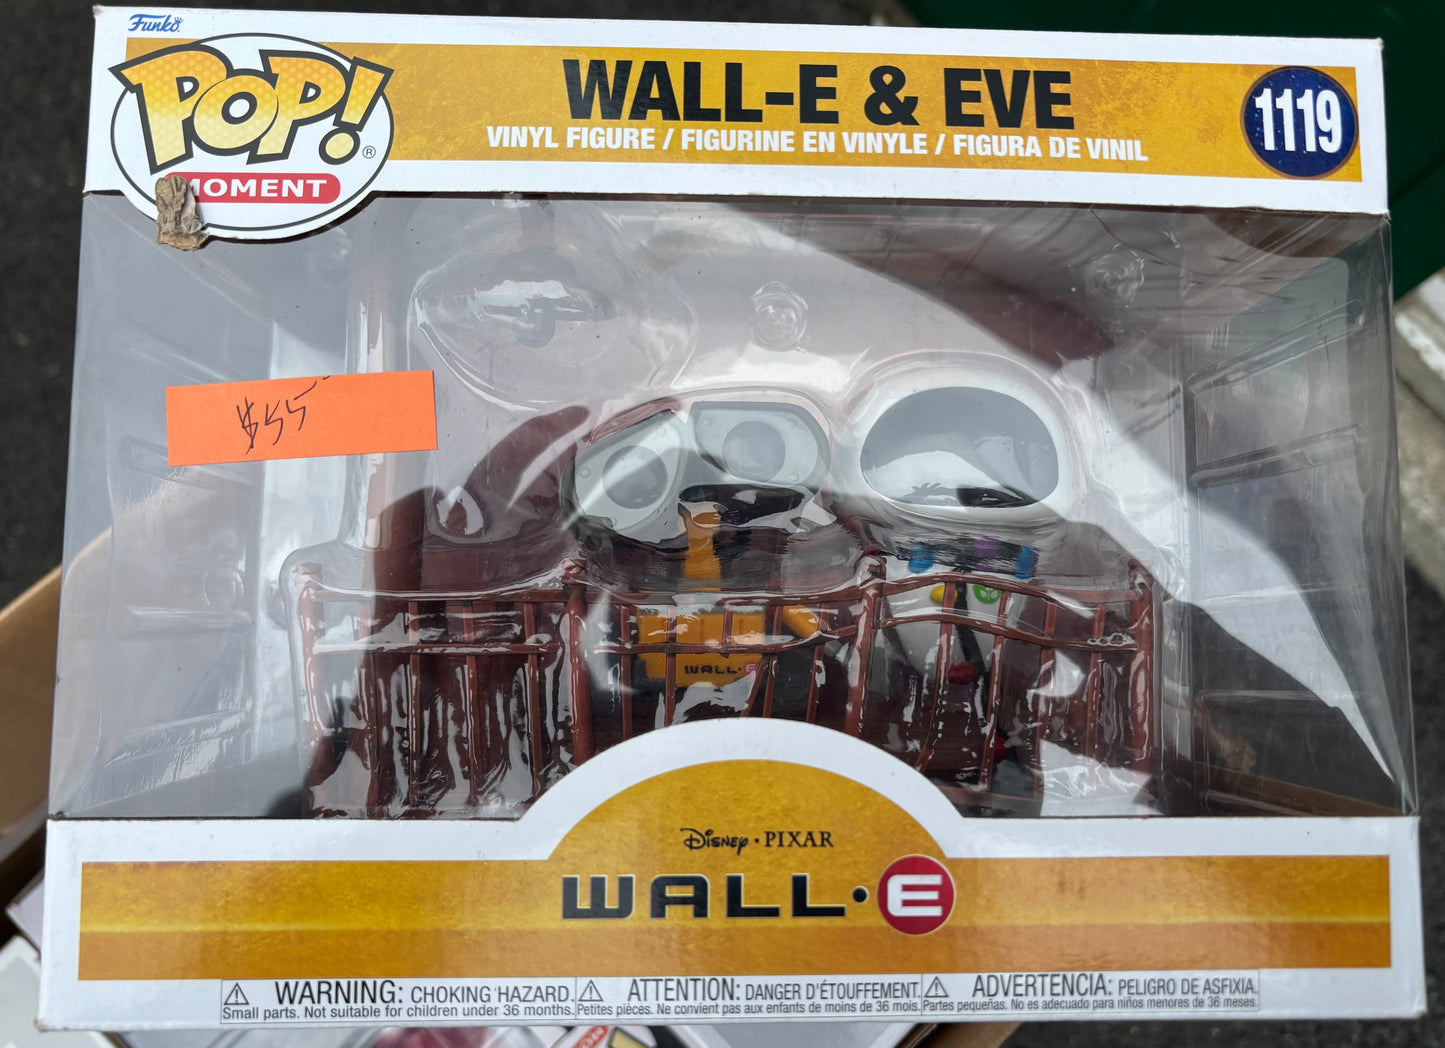 Funko
POP!®
MOMENT
WALL-E & EVE
VINYL FIGURE / FIGURINE EN VINYLE / FIGURA DE VINIL
1119
$55
WALL·E
Disney · PIXAR
WALL·E
WARNING: CHOKING HAZARD.
Small parts. Not suitable for children under 36 months.
ATTENTION: DANGER D'ÉTOUFFEMENT.
Petites pièces. Ne convient pas aux enfants de moins de 36 mois.
ADVERTENCIA: PELIGRO DE ASFIXIA.
Partes pequeñas. No es adecuado para niños menores de 36 meses.